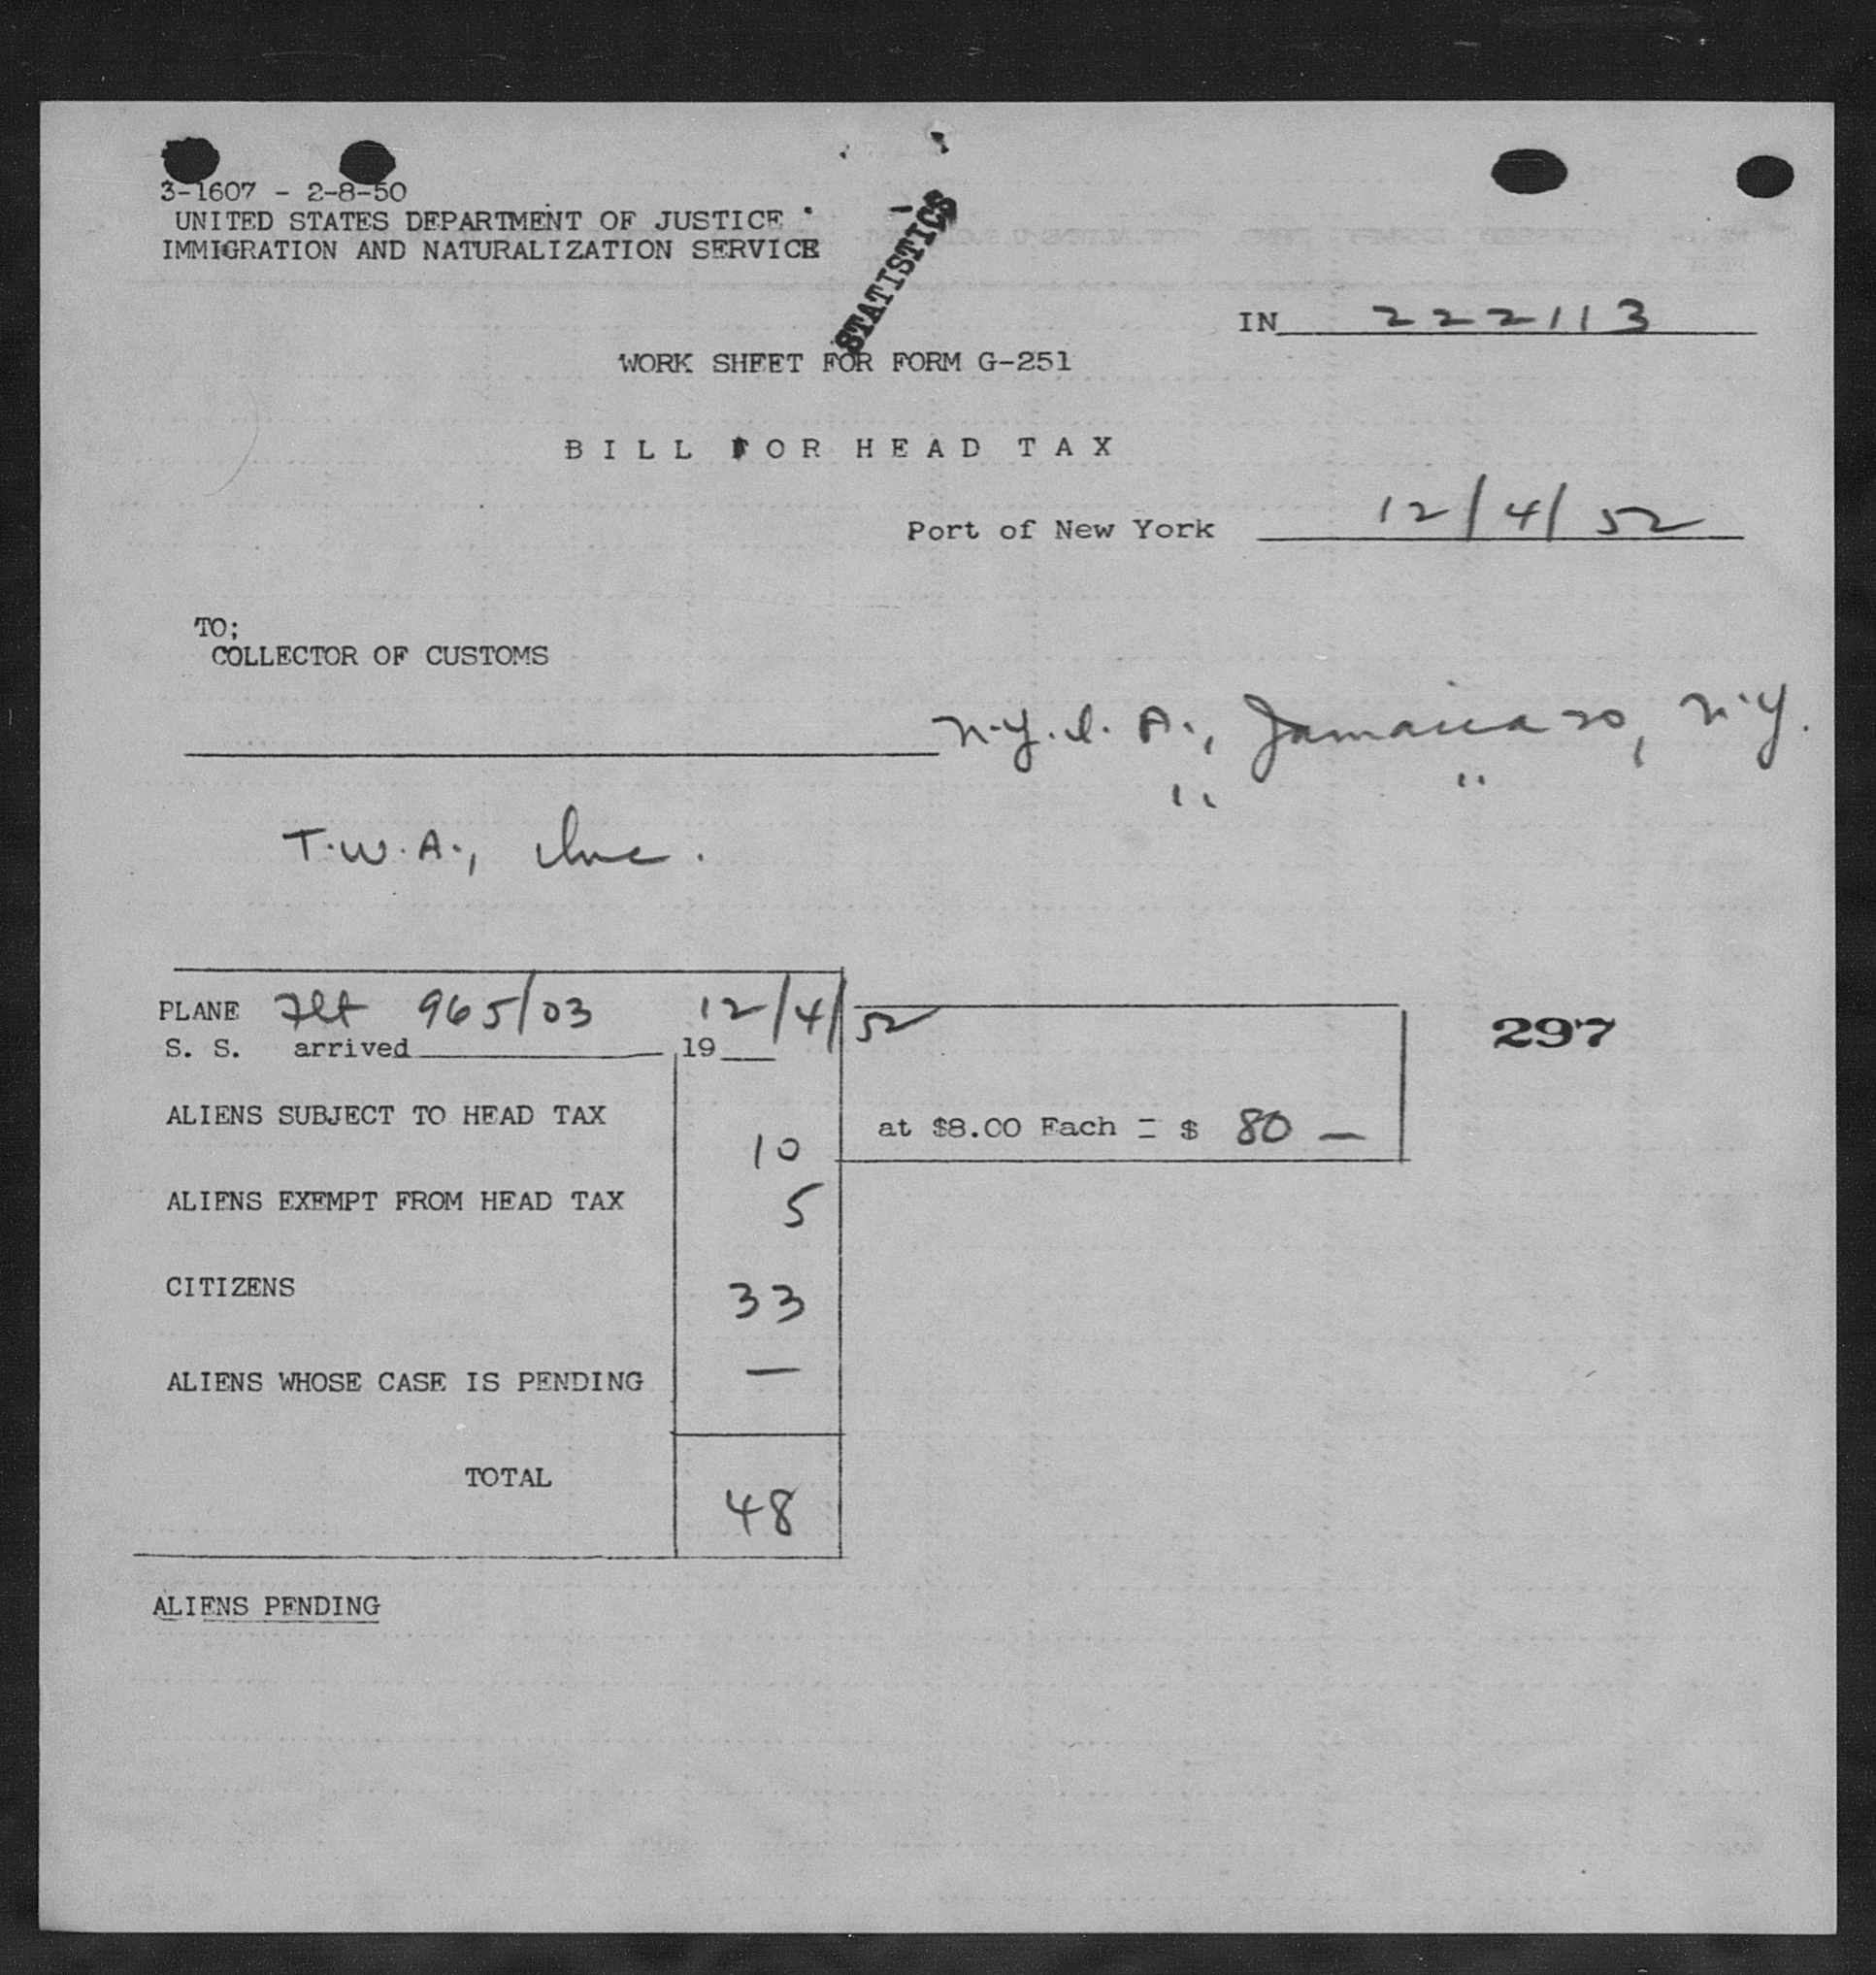 3-1607 - 2-8-50
UNITED STATES DEPARTMENT OF JUSTICE
IMMIGRATION AND NATURALIZATION SERVICE
STATISTICS
IN 222113
WORK SHEET FOR FORM G-251
BILL FOR HEAD TAX
Port of New York 12/4/52
TO;
COLLECTOR OF CUSTOMS
N.Y.I.A., Jamaica 30, N.Y.
" "
T.W.A., Inc.
PLANE Flt 965/03 12/4/52
S. S. arrived 19
297
ALIENS SUBJECT TO HEAD TAX 10 at $8.00 Each = $ 80 —
ALIENS EXEMPT FROM HEAD TAX 5
CITIZENS 33
ALIENS WHOSE CASE IS PENDING —
TOTAL 48
ALIENS PENDING